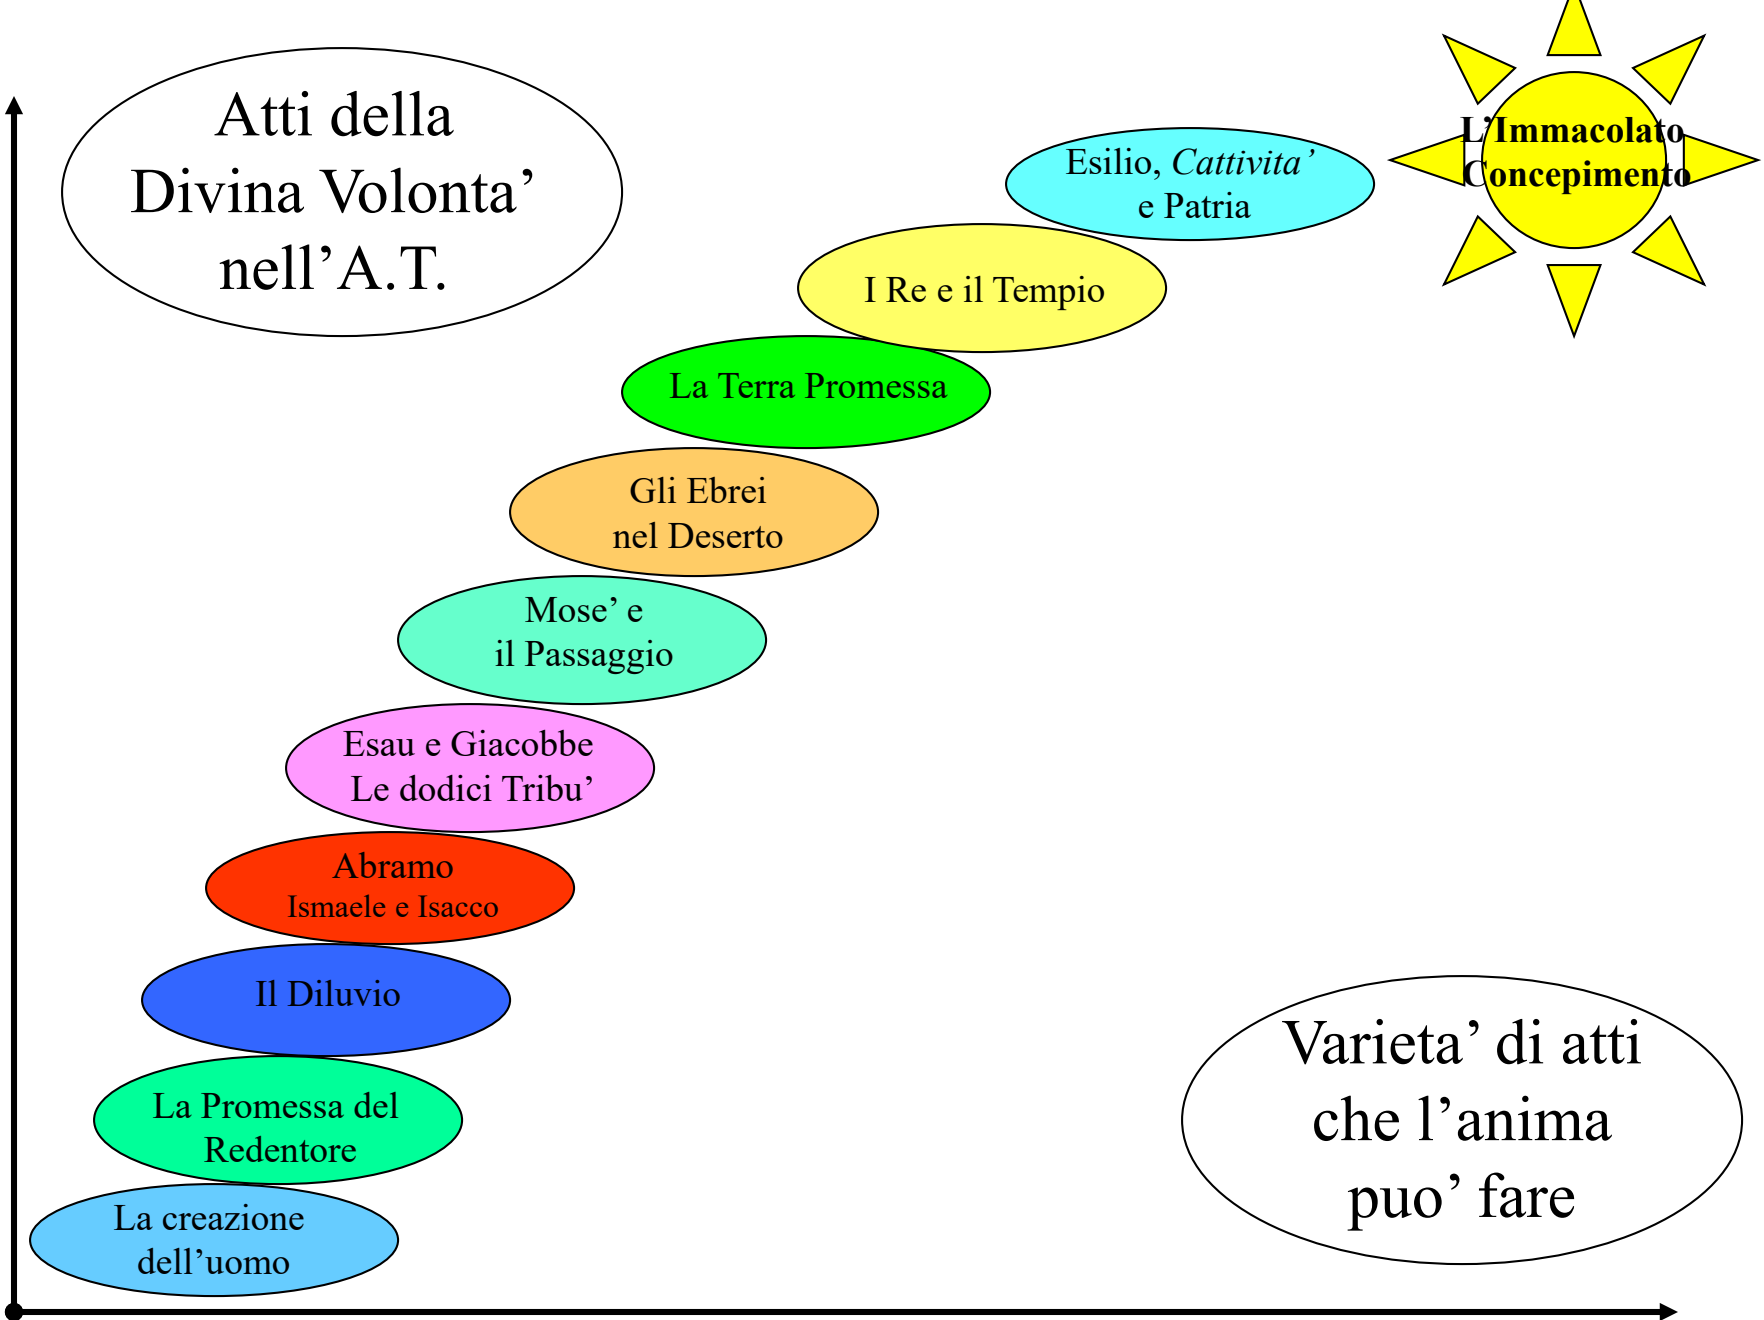 Atti della
Divina Volonta’
nell’A.T.
L’Immacolato
Concepimento
Esilio, Cattivita’
e Patria
I Re e il Tempio
La Terra Promessa
Gli Ebrei
nel Deserto
Mose’ e
il Passaggio
Esau e Giacobbe
Le dodici Tribu’
Abramo
Ismaele e Isacco
Il Diluvio
La Promessa del
Redentore
La creazione
dell’uomo
Varieta’ di atti
che l’anima
puo’ fare